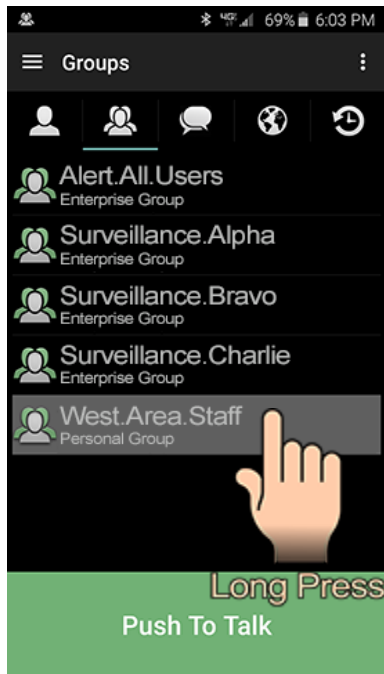 4G 69% 6:03 PM
Groups
Alert.All.Users
Enterprise Group
Surveillance.Alpha
Enterprise Group
Surveillance.Bravo
Enterprise Group
Surveillance.Charlie
Enterprise Group
West.Area.Staff
Personal Group
Long Press
Push To Talk